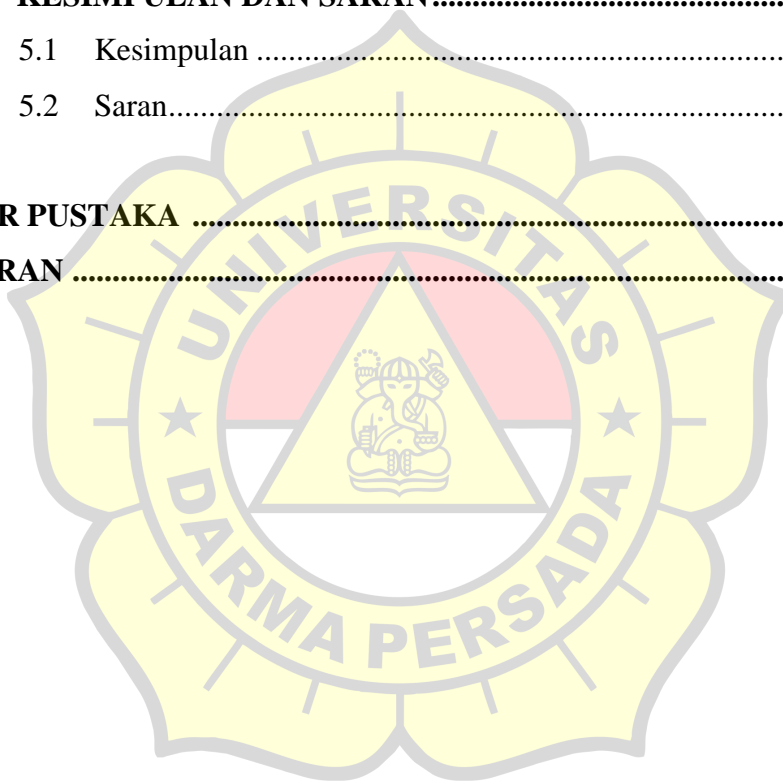 KESIMPULAN DAN SARAN................................................
5.1 Kesimpulan ......................................................................
5.2 Saran..................................................................................
R PUSTAKA ..............................................................................
RAN ............................................................................................
UNIVERSITAS
DARMA PERSADA